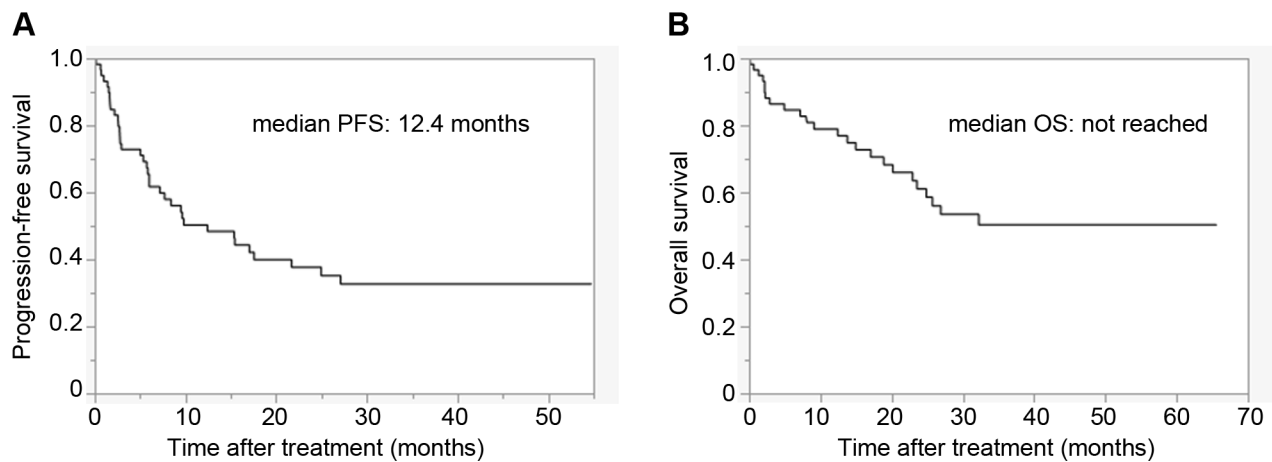 A
B
1.0
0.8
0.6
0.4
0.2
0
Progression-free survival
median PFS: 12.4 months
0 10 20 30 40 50
Time after treatment (months)
1.0
0.8
0.6
0.4
0.2
0
Overall survival
median OS: not reached
0 10 20 30 40 50 60 70
Time after treatment (months)